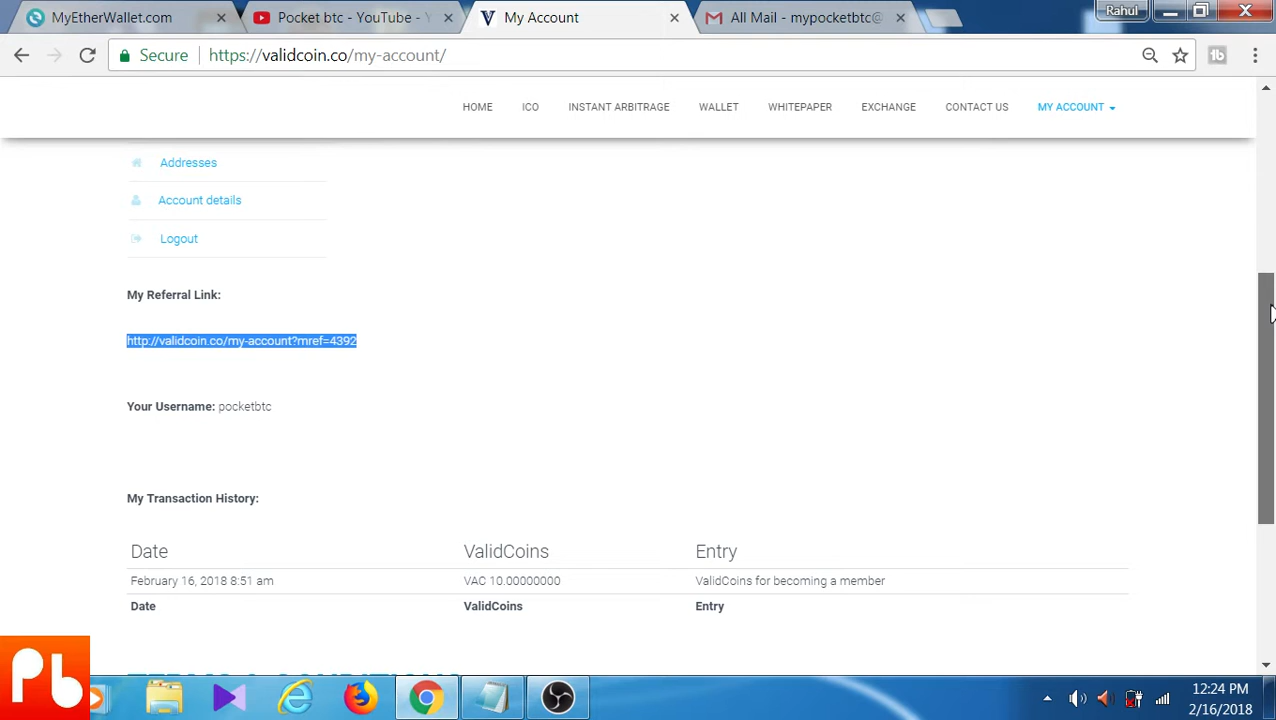 MyEtherWallet.com
Pocket btc - YouTube - Y
My Account
All Mail - mypocketbtc@
Rahul
Secure https://validcoin.co/my-account/
HOME ICO INSTANT ARBITRAGE WALLET WHITEPAPER EXCHANGE CONTACT US MY ACCOUNT
Addresses
Account details
Logout
My Referral Link:
http://validcoin.co/my-account?mref=4392
Your Username: pocketbtc
My Transaction History:
Date ValidCoins Entry
February 16, 2018 8:51 am VAC 10.00000000 ValidCoins for becoming a member
Date ValidCoins Entry
Pb
12:24 PM
2/16/2018